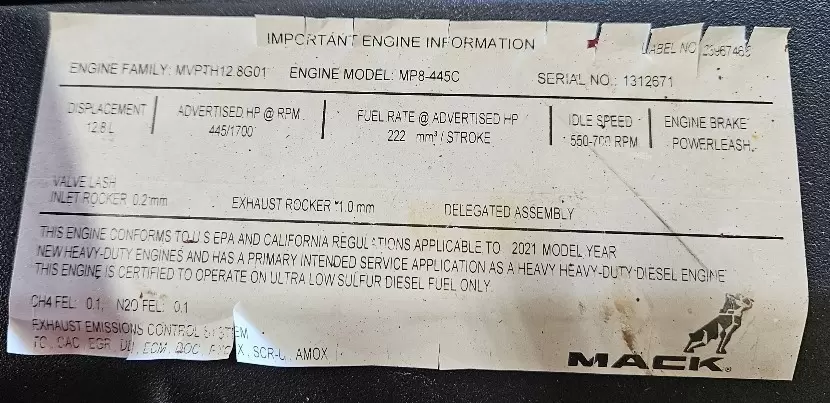 IMPORTANT ENGINE INFORMATION
LABEL NO
ENGINE FAMILY: MVPTH12.8G01 ENGINE MODEL: MP8-445C SERIAL NO.: 1312671
DISPLACEMENT ADVERTISED HP @ RPM FUEL RATE @ ADVERTISED HP IDLE SPEED ENGINE BRAKE
12.8 L 445/1700 222 mm³ / STROKE 550-700 RPM POWERLEASH
VALVE LASH
INLET ROCKER 0.2 mm EXHAUST ROCKER 1.0 mm DELEGATED ASSEMBLY
THIS ENGINE CONFORMS TO U S EPA AND CALIFORNIA REGULATIONS APPLICABLE TO 2021 MODEL YEAR
NEW HEAVY-DUTY ENGINES AND HAS A PRIMARY INTENDED SERVICE APPLICATION AS A HEAVY HEAVY-DUTY-DIESEL ENGINE
THIS ENGINE IS CERTIFIED TO OPERATE ON ULTRA LOW SULFUR DIESEL FUEL ONLY.
CH4 FEL: 0.1, N2O FEL: 0.1
EXHAUST EMISSIONS CONTROL SYSTEM
TC, CAC, EGR, DDI, ECM, DOC, SCR-U, AMOX
MACK